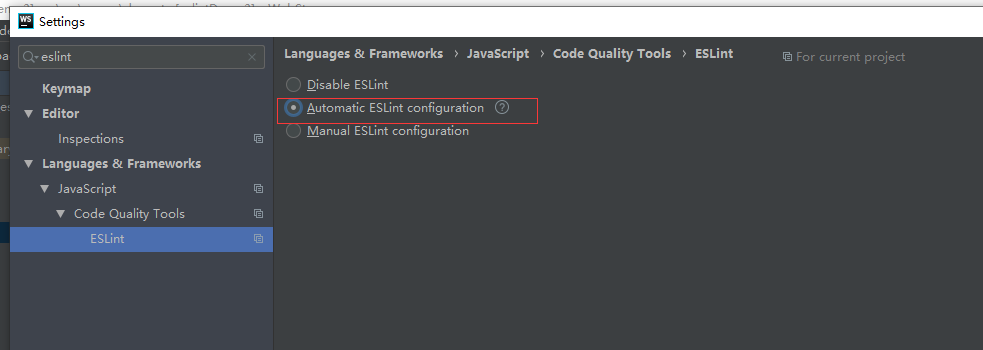 WS Settings
eslint
Languages & Frameworks › JavaScript › Code Quality Tools › ESLint For current project
Keymap
Disable ESLint
Editor
Automatic ESLint configuration ?
Inspections
Manual ESLint configuration
Languages & Frameworks
JavaScript
Code Quality Tools
ESLint